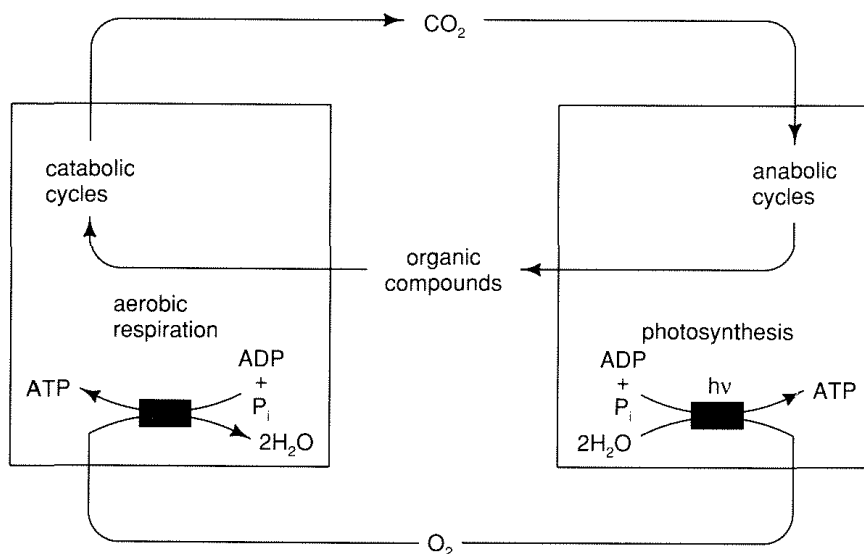 CO₂
catabolic
cycles
anabolic
cycles
organic
compounds
aerobic
respiration
photosynthesis
ADP
+
Pᵢ
ATP
2H₂O
ADP
+
Pᵢ
hν
ATP
2H₂O
O₂